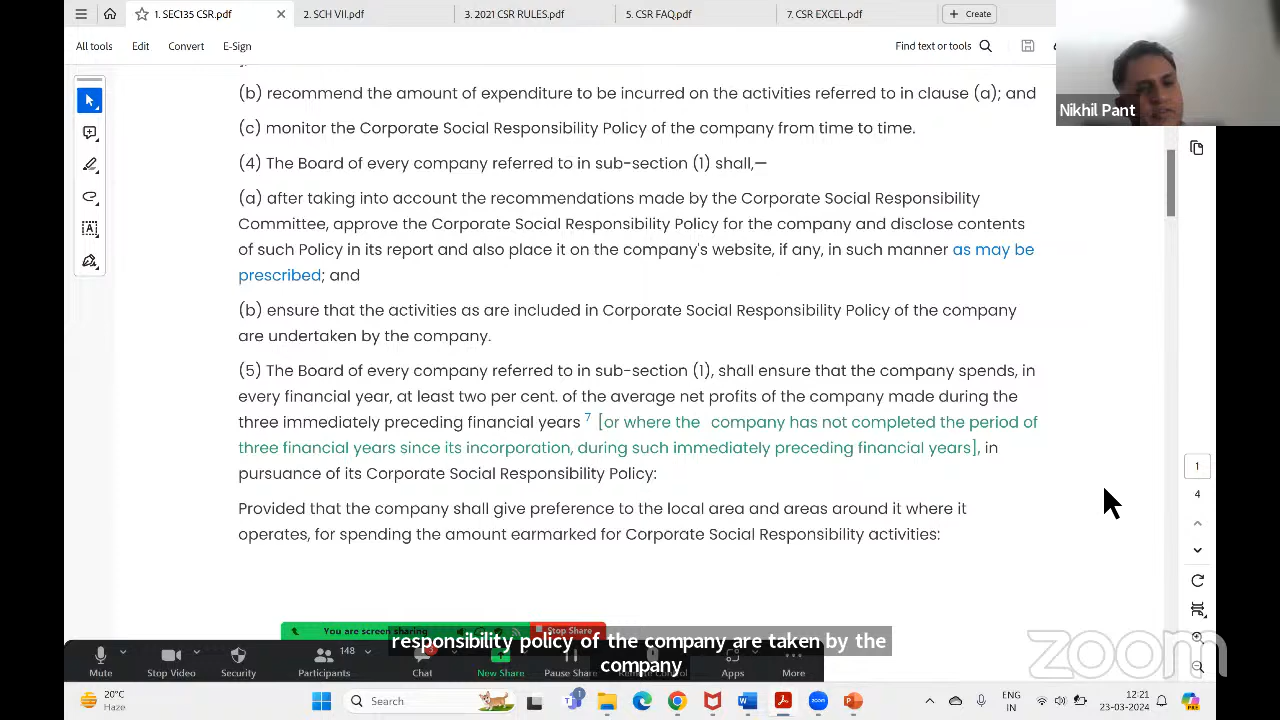 1. SEC135 CSR.pdf
2. SCH VII.pdf
3. 2021 CSR RULES.pdf
5. CSR FAQ.pdf
7. CSR EXCEL.pdf
Create
All tools
Edit
Convert
E-Sign
Find text or tools
Nikhil Pant
(b) recommend the amount of expenditure to be incurred on the activities referred to in clause (a); and
(c) monitor the Corporate Social Responsibility Policy of the company from time to time.
(4) The Board of every company referred to in sub-section (1) shall,—
(a) after taking into account the recommendations made by the Corporate Social Responsibility
Committee, approve the Corporate Social Responsibility Policy for the company and disclose contents
of such Policy in its report and also place it on the company's website, if any, in such manner as may be
prescribed; and
(b) ensure that the activities as are included in Corporate Social Responsibility Policy of the company
are undertaken by the company.
(5) The Board of every company referred to in sub-section (1), shall ensure that the company spends, in
every financial year, at least two per cent. of the average net profits of the company made during the
three immediately preceding financial years 7 [or where the company has not completed the period of
three financial years since its incorporation, during such immediately preceding financial years], in
pursuance of its Corporate Social Responsibility Policy:
Provided that the company shall give preference to the local area and areas around it where it
operates, for spending the amount earmarked for Corporate Social Responsibility activities:
1
4
You are screen sharing
Stop Share
responsibility policy of the company are taken by the
company
148
Mute
Stop Video
Security
Participants
Chat
New Share
Pause Share
Remote Control
Apps
More
zoom
20°C
Haze
Search
1
zoom
ENG
IN
12:21
23-03-2024